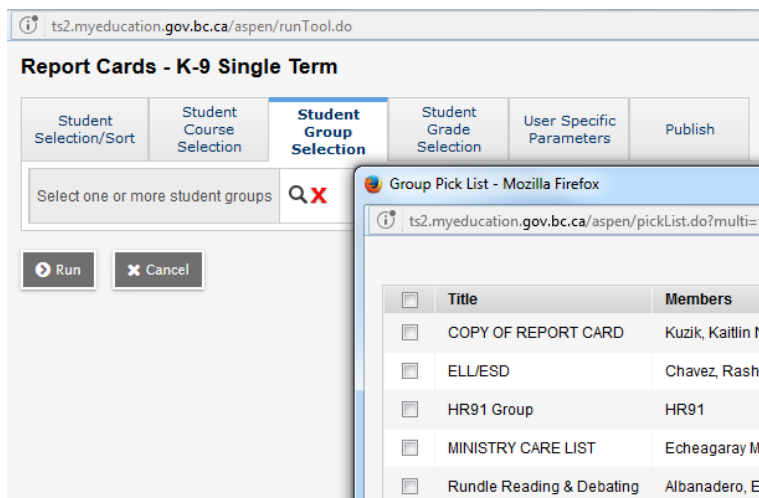 ts2.myeducation.gov.bc.ca/aspen/runTool.do
Report Cards - K-9 Single Term
Student Selection/Sort
Student Course Selection
Student Group Selection
Student Grade Selection
User Specific Parameters
Publish
Select one or more student groups
Run
Cancel
Group Pick List - Mozilla Firefox
ts2.myeducation.gov.bc.ca/aspen/pickList.do?multi=
Title Members
COPY OF REPORT CARD Kuzik, Kaitlin
ELL/ESD Chavez, Rash
HR91 Group HR91
MINISTRY CARE LIST Echeagaray M
Rundle Reading & Debating Albanadero, E